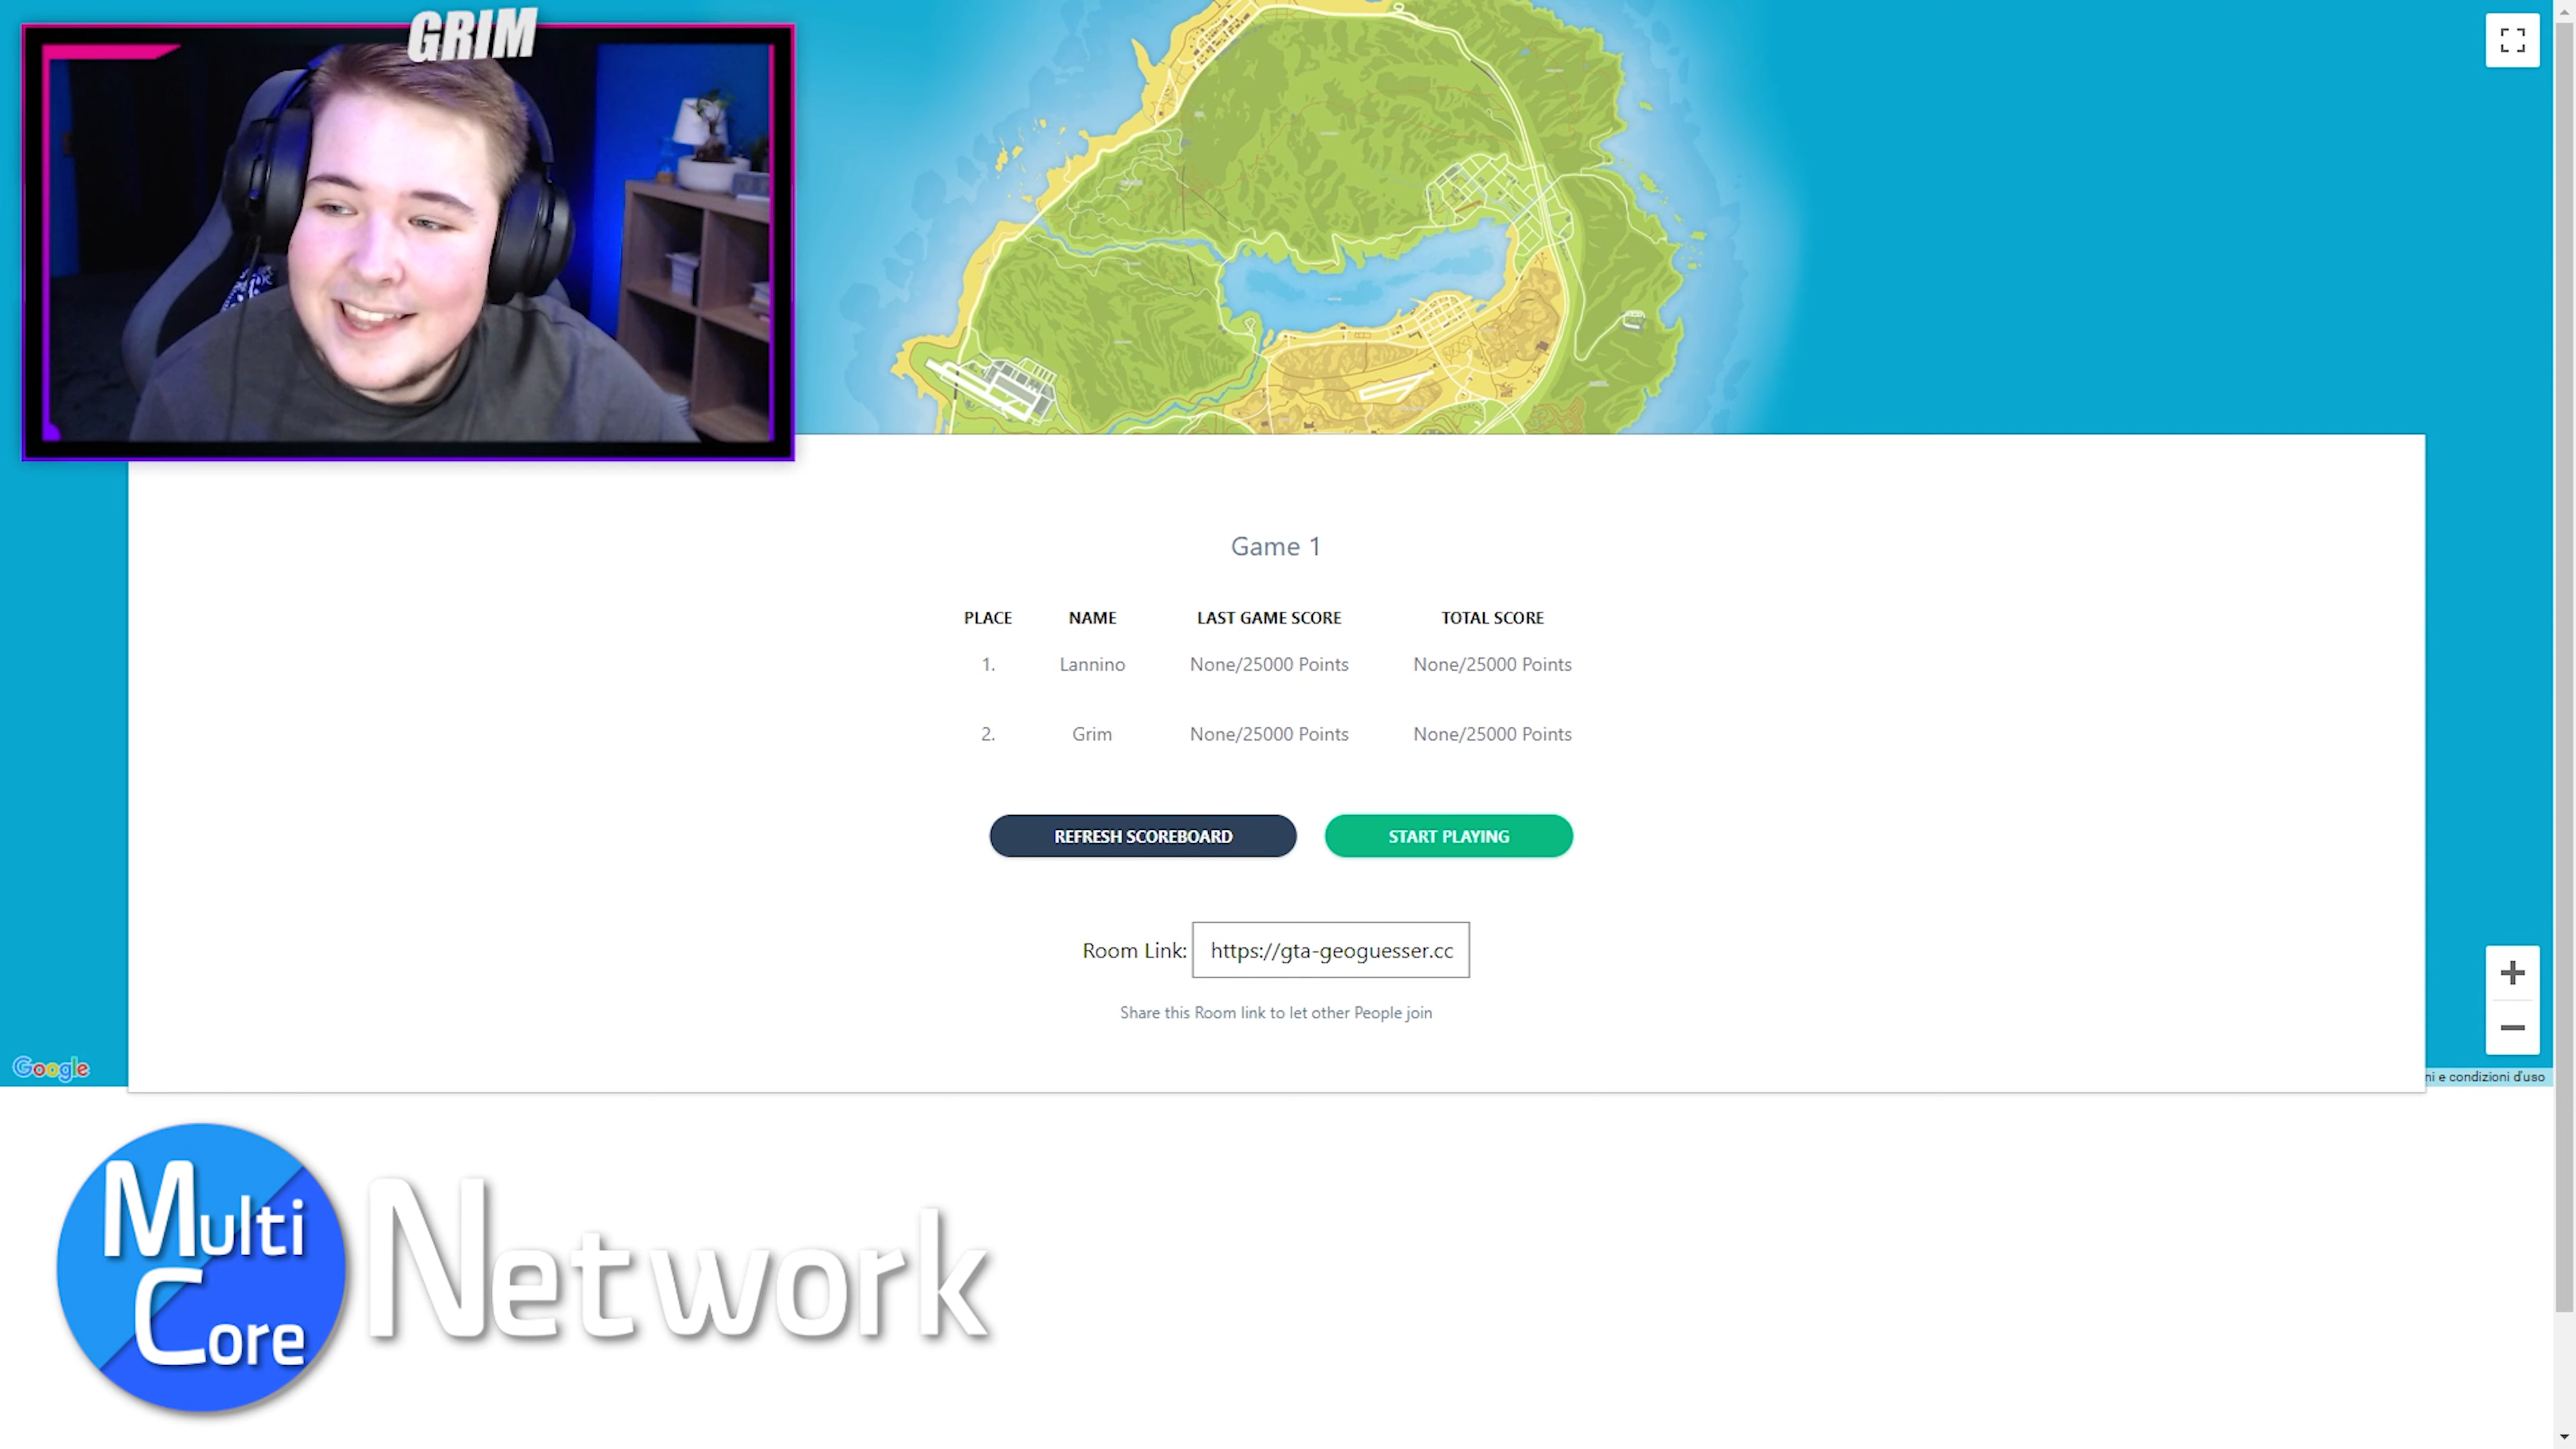 GRIM
Game 1
PLACE NAME LAST GAME SCORE TOTAL SCORE
1. Lannino None/25000 Points None/25000 Points
2. Grim None/25000 Points None/25000 Points
REFRESH SCOREBOARD START PLAYING
Room Link: https://gta-geoguesser.cc
Share this Room link to let other People join
Google
ni e condizioni d'uso
Multi
Core
Network